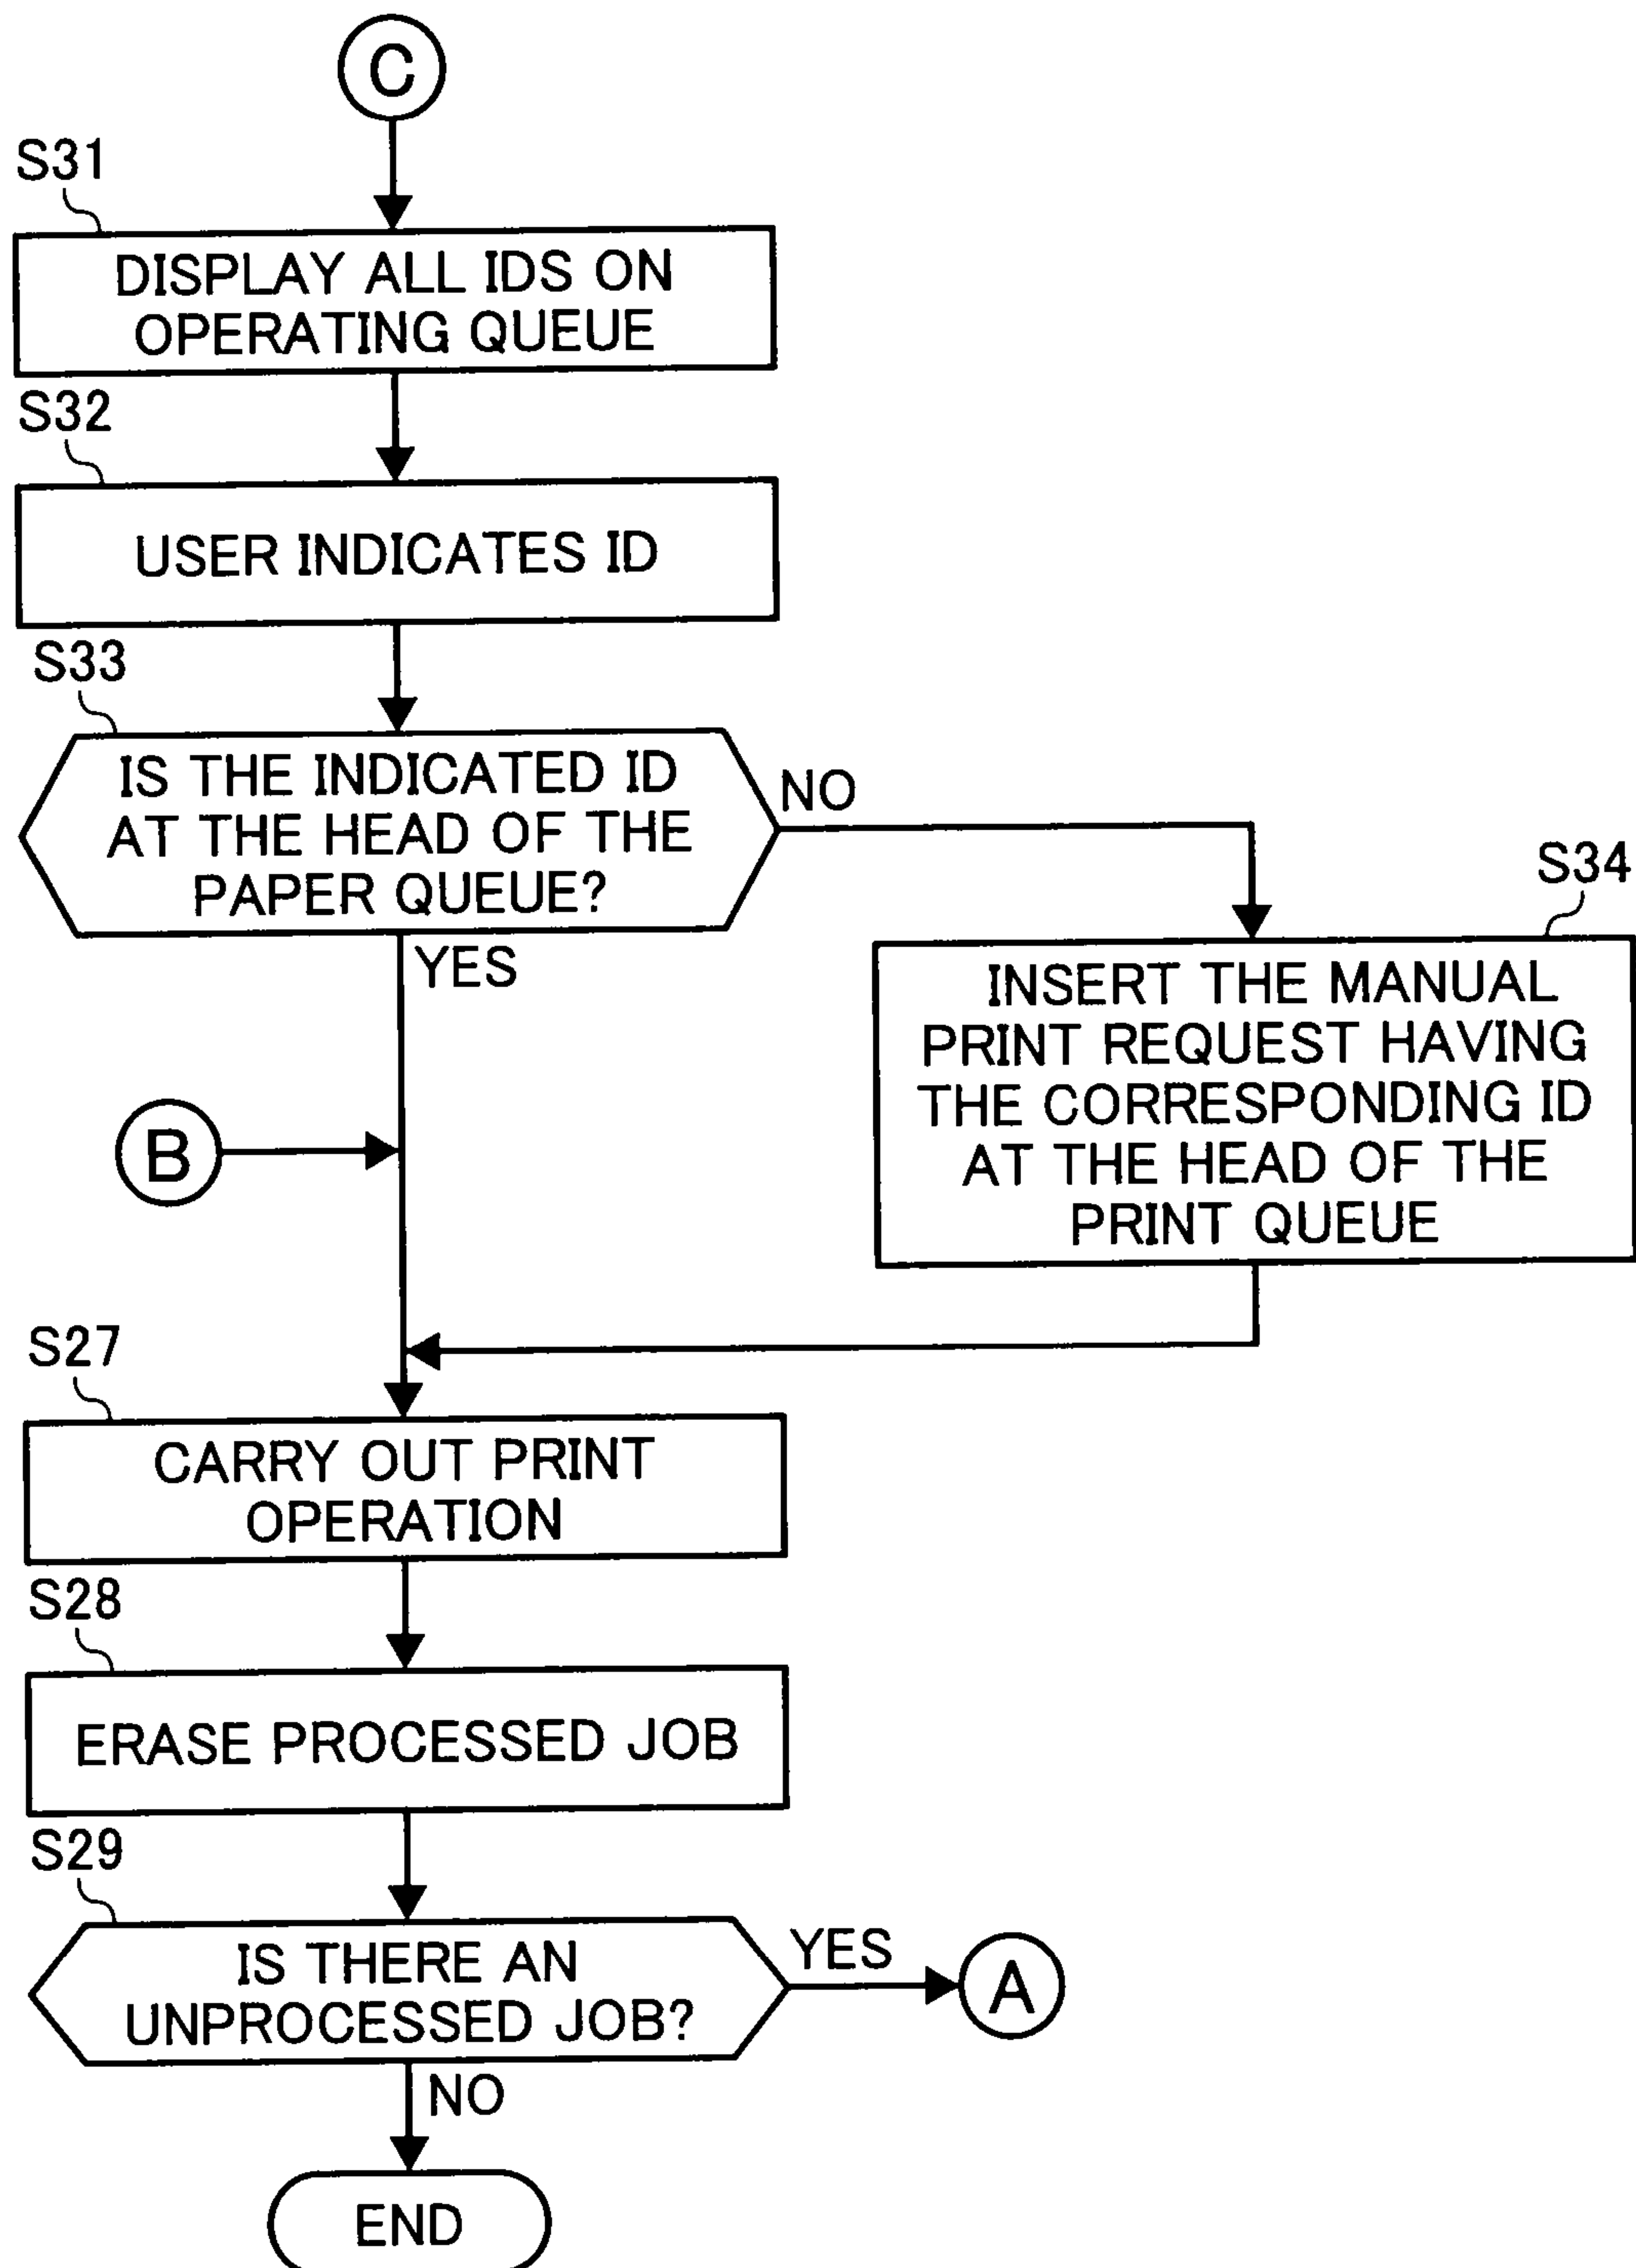 C
S31
DISPLAY ALL IDS ON
OPERATING QUEUE
S32
USER INDICATES ID
S33
IS THE INDICATED ID
AT THE HEAD OF THE
PAPER QUEUE?
NO
YES
S34
INSERT THE MANUAL
PRINT REQUEST HAVING
THE CORRESPONDING ID
AT THE HEAD OF THE
PRINT QUEUE
B
S27
CARRY OUT PRINT
OPERATION
S28
ERASE PROCESSED JOB
S29
IS THERE AN
UNPROCESSED JOB?
YES
A
NO
END